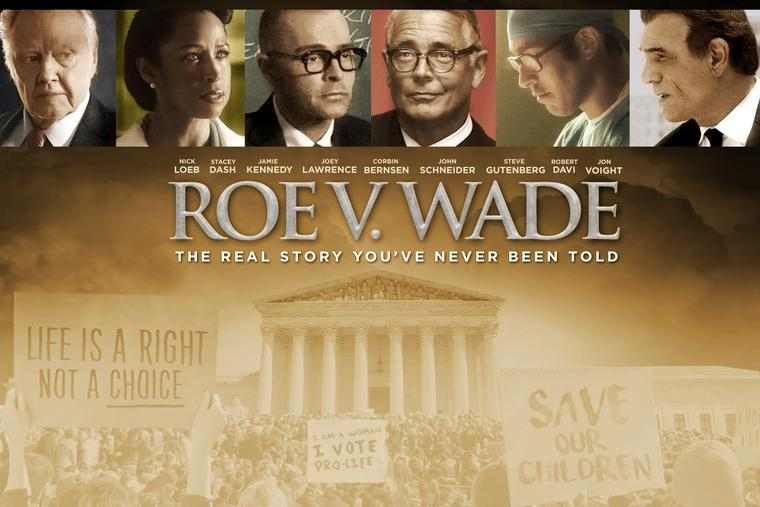 NICK LOEB STACEY DASH JAMIE KENNEDY JOEY LAWRENCE CORBIN BERNSEN JOHN SCHNEIDER STEVE GUTENBERG ROBERT DAVI JON VOIGHT
ROE V. WADE
THE REAL STORY YOU'VE NEVER BEEN TOLD
LIFE IS A RIGHT
NOT A CHOICE
I AM A WOMAN
I VOTE
PRO-LIFE
SAVE
OUR
CHILDREN